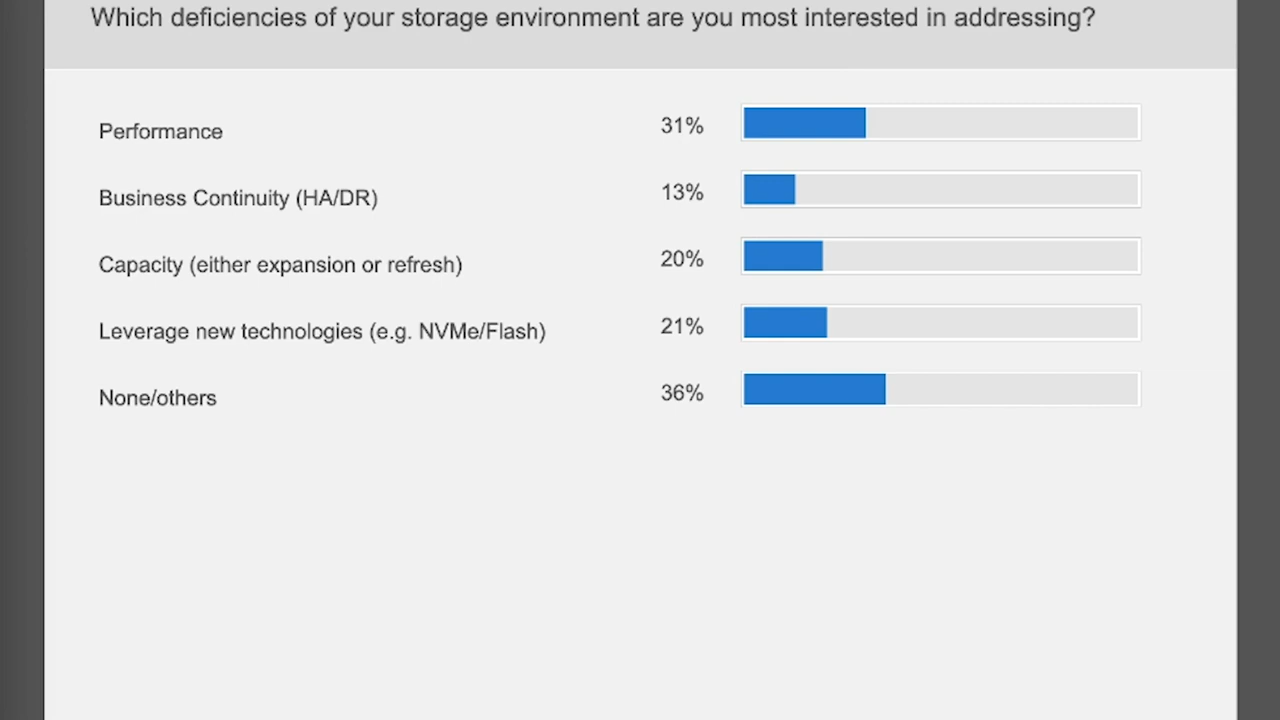 Which deficiencies of your storage environment are you most interested in addressing?
Performance 31%
Business Continuity (HA/DR) 13%
Capacity (either expansion or refresh) 20%
Leverage new technologies (e.g. NVMe/Flash) 21%
None/others 36%